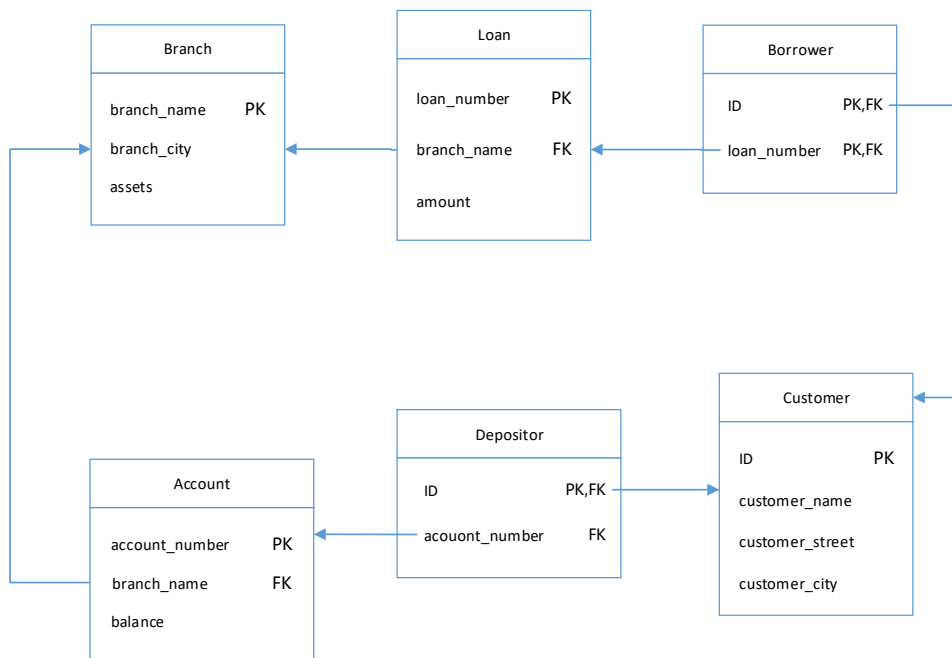 Branch
branch_name PK
branch_city
assets
Loan
loan_number PK
branch_name FK
amount
Borrower
ID PK,FK
loan_number PK,FK
Account
account_number PK
branch_name FK
balance
Depositor
ID PK,FK
acouont_number FK
Customer
ID PK
customer_name
customer_street
customer_city